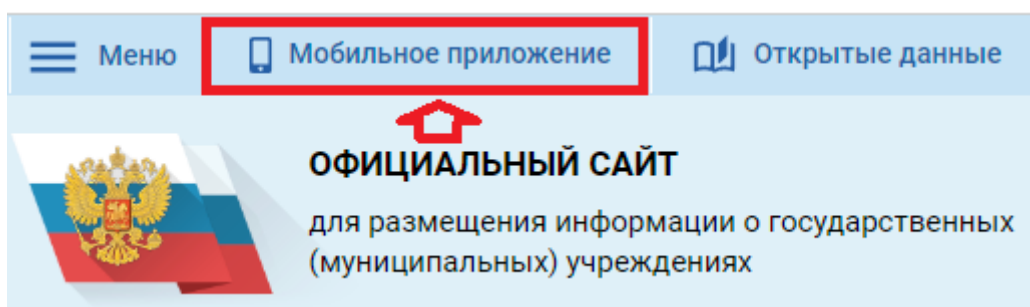 Меню Мобильное приложение Открытые данные
ОФИЦИАЛЬНЫЙ САЙТ
для размещения информации о государственных
(муниципальных) учреждениях